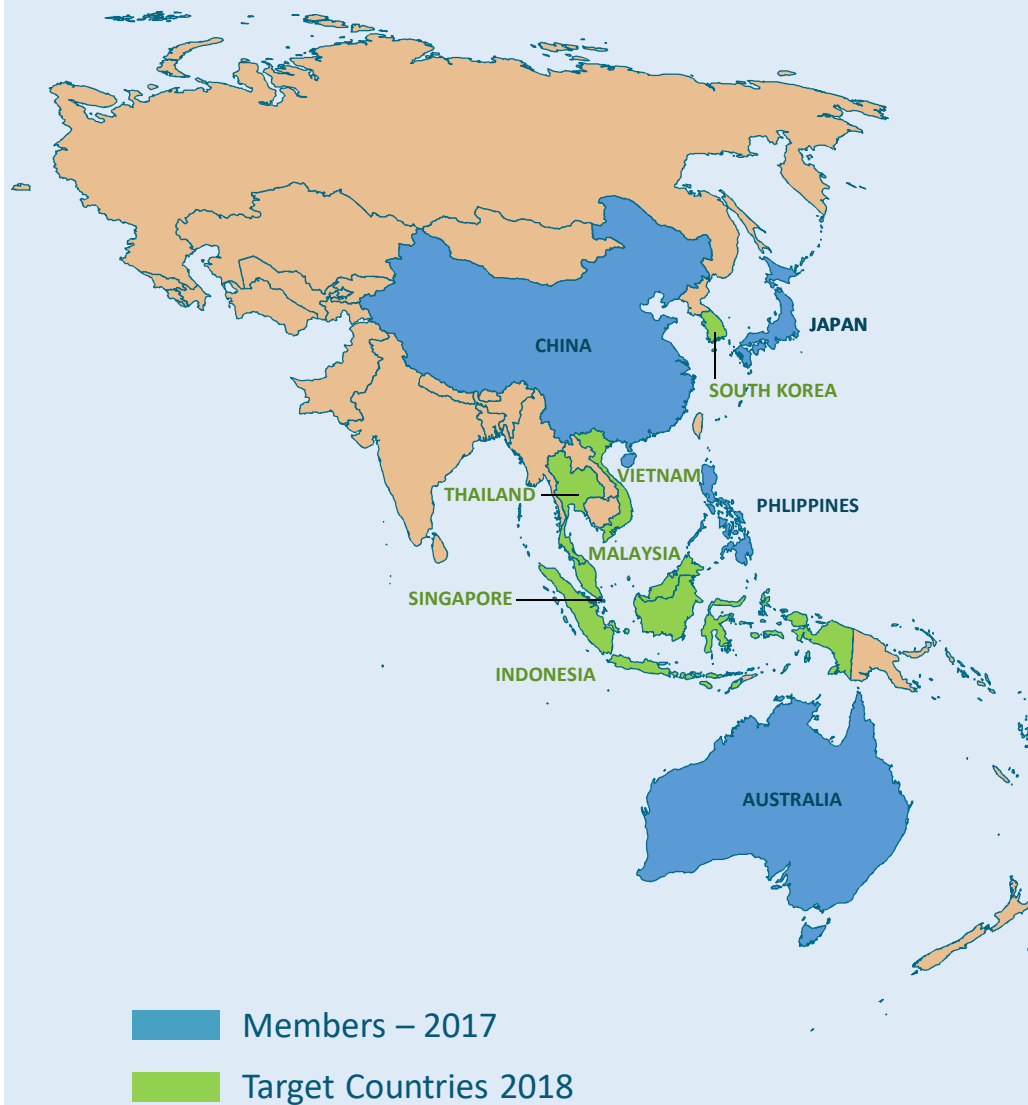 JAPAN
CHINA
SOUTH KOREA
VIETNAM
THAILAND
PHLIPPINES
MALAYSIA
SINGAPORE
INDONESIA
AUSTRALIA
Members – 2017
Target Countries 2018